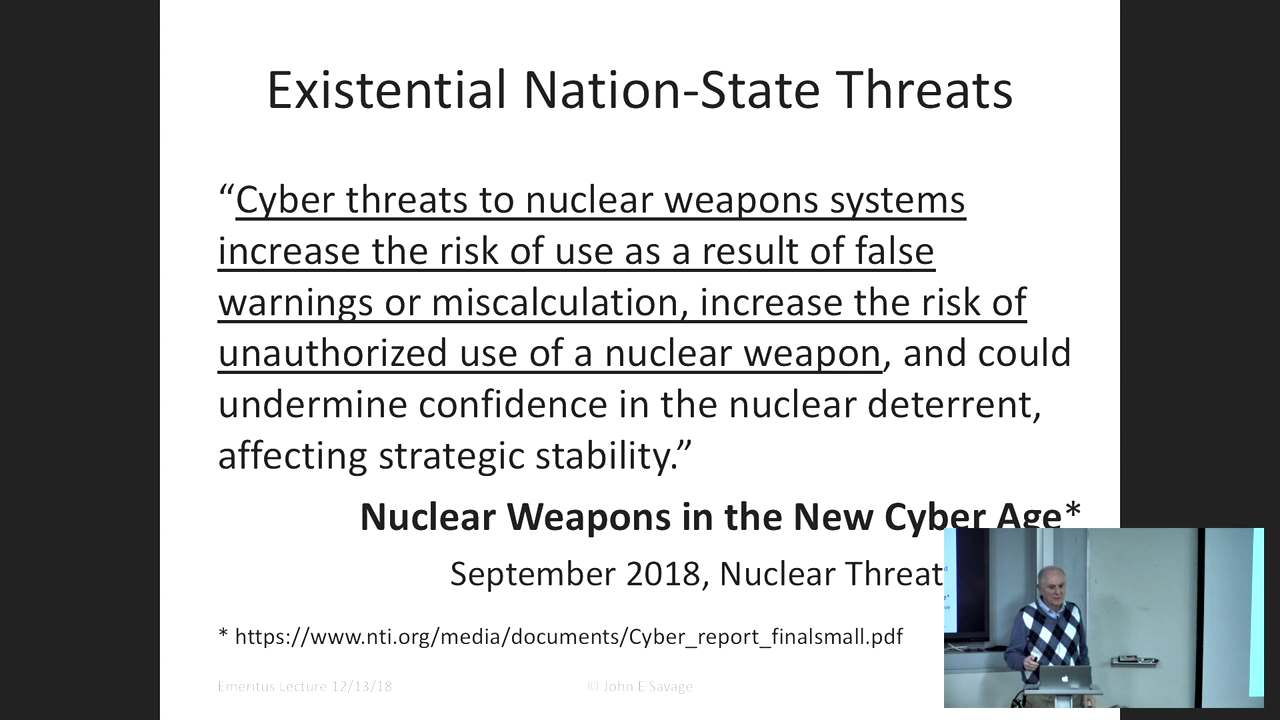 Existential Nation-State Threats
“Cyber threats to nuclear weapons systems
increase the risk of use as a result of false
warnings or miscalculation, increase the risk of
unauthorized use of a nuclear weapon, and could
undermine confidence in the nuclear deterrent,
affecting strategic stability.”
Nuclear Weapons in the New Cyber Age*
September 2018, Nuclear Threat
* https://www.nti.org/media/documents/Cyber_report_finalsmall.pdf
Emeritus Lecture 12/13/18
© John E Savage